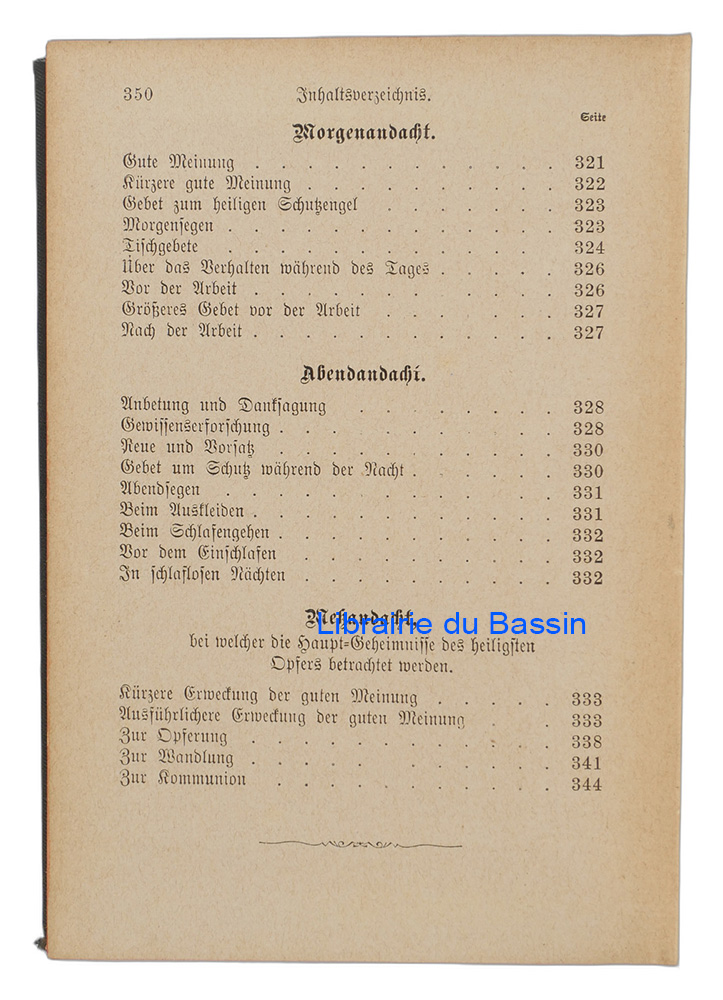 350 Inhaltsverzeichnis.
Seite
Morgenandacht.
Gute Meinung . . . . . . . . . . . . 321
Kürzere gute Meinung . . . . . . . . . . 322
Gebet zum heiligen Schutzengel . . . . . . . 323
Morgensegen . . . . . . . . . . . . . 323
Tischgebete . . . . . . . . . . . . . 324
Über das Verhalten während des Tages . . . . . 326
Vor der Arbeit . . . . . . . . . . . . 326
Größeres Gebet vor der Arbeit . . . . . . . 327
Nach der Arbeit . . . . . . . . . . . . 327
Abendandacht.
Anbetung und Danksagung . . . . . . . . 328
Gewissenserforschung . . . . . . . . . . . 328
Reue und Vorsatz . . . . . . . . . . . 330
Gebet um Schutz während der Nacht . . . . . . 330
Abendsegen . . . . . . . . . . . . . 331
Beim Auskleiden . . . . . . . . . . . . 331
Beim Schlafengehen . . . . . . . . . . . 332
Vor dem Einschlafen . . . . . . . . . . 332
In schlaflosen Nächten . . . . . . . . . . 332
Meßandacht,
Librairie du Bassin
bei welcher die Haupt-Geheimnisse des heiligsten
Opfers betrachtet werden.
Kürzere Erweckung der guten Meinung . . . . . 333
Ausführlichere Erweckung der guten Meinung . . 333
Zur Opferung . . . . . . . . . . . . 338
Zur Wandlung . . . . . . . . . . . . 341
Zur Kommunion . . . . . . . . . . . 344